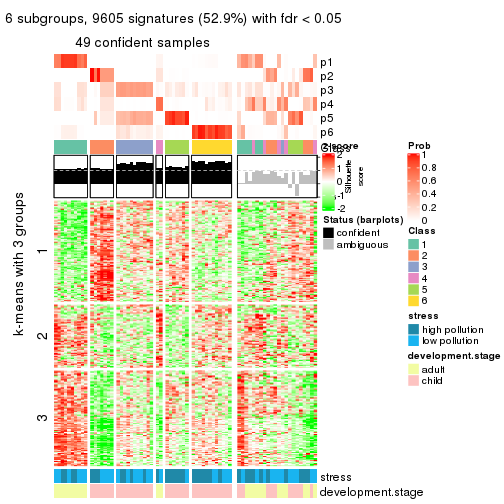 6 subgroups, 9605 signatures (52.9%) with fdr < 0.05
49 confident samples
p1
p2
p3
p4
p5
p6
Class
z-score
2
1
0
-1
-2
Silhouette
score
k-means with 3 groups
1
2
3
stress
development.stage
Status (barplots)
confident
ambiguous
Prob
1
0.8
0.6
0.4
0.2
0
Class
1
2
3
4
5
6
stress
high pollution
low pollution
development.stage
adult
child